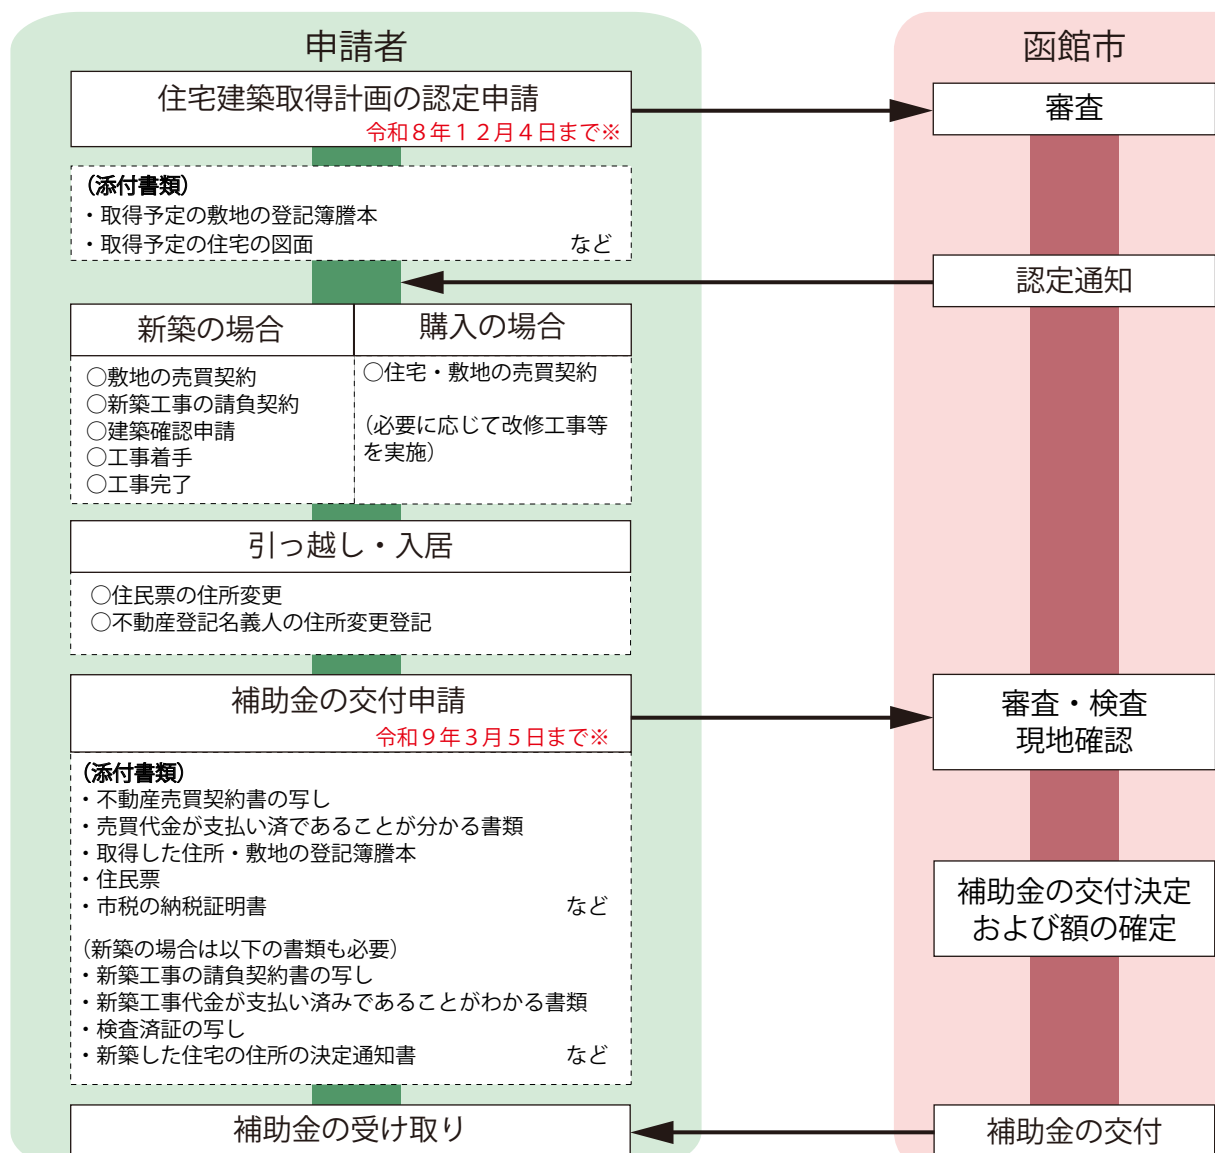 申請者
住宅建築取得計画の認定申請
令和8年12月4日まで※
（添付書類）
・取得予定の敷地の登記簿謄本
・取得予定の住宅の図面 など
新築の場合
○敷地の売買契約
○新築工事の請負契約
○建築確認申請
○工事着手
○工事完了
購入の場合
○住宅・敷地の売買契約
（必要に応じて改修工事等
を実施）
引っ越し・入居
○住民票の住所変更
○不動産登記名義人の住所変更登記
補助金の交付申請
令和9年3月5日まで※
（添付書類）
・不動産売買契約書の写し
・売買代金が支払い済であることが分かる書類
・取得した住所・敷地の登記簿謄本
・住民票
・市税の納税証明書 など
（新築の場合は以下の書類も必要）
・新築工事の請負契約書の写し
・新築工事代金が支払い済みであることがわかる書類
・検査済証の写し
・新築した住宅の住所の決定通知書 など
補助金の受け取り
函館市
審査
認定通知
審査・検査
現地確認
補助金の交付決定
および額の確定
補助金の交付